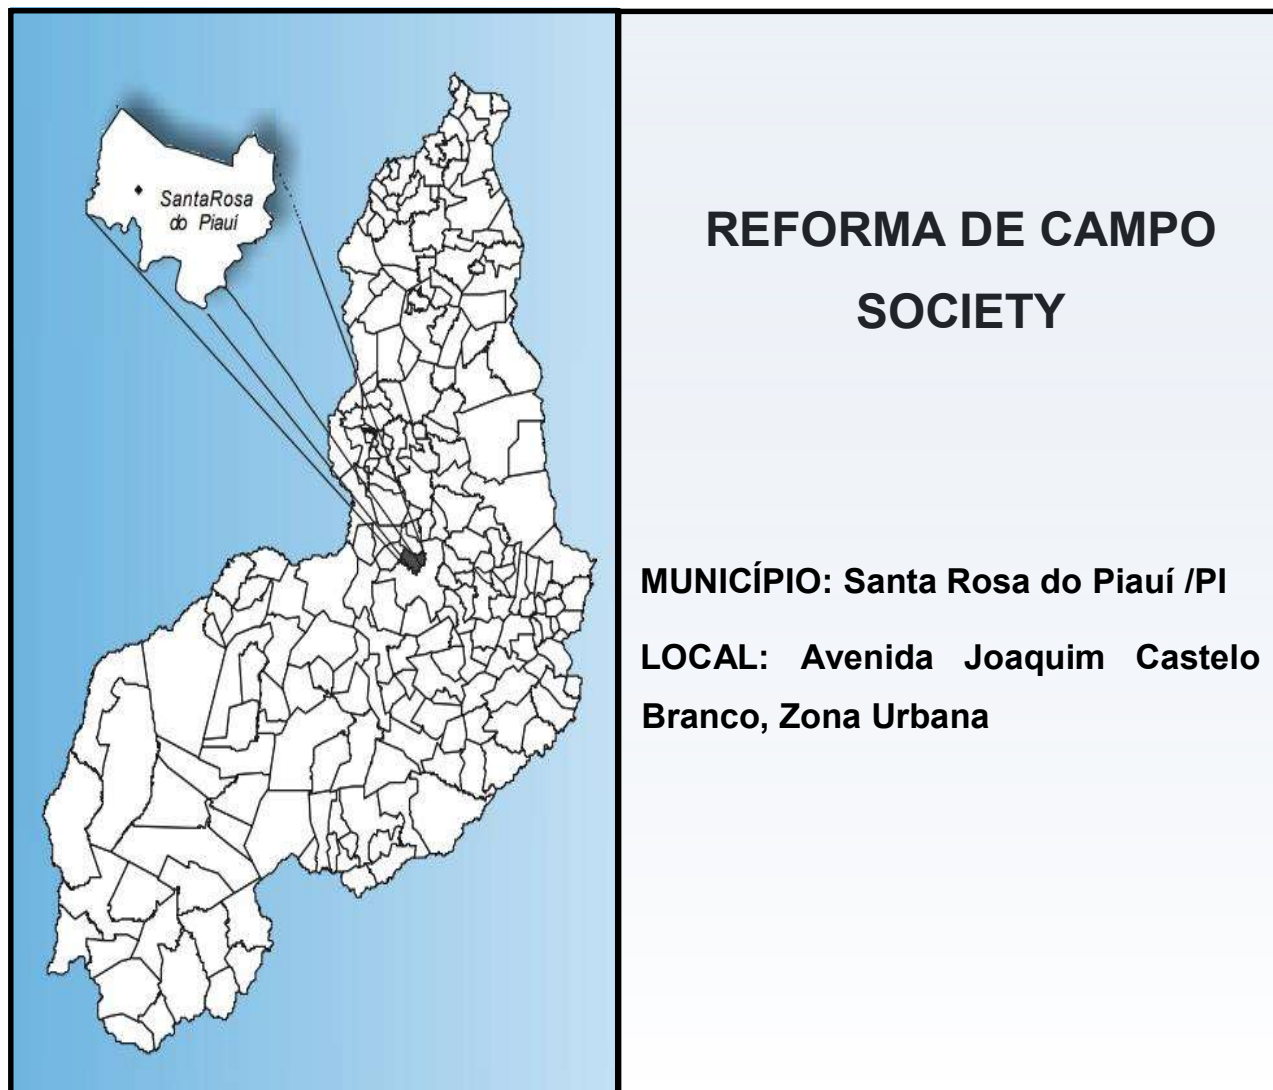 SantaRosa
do Piauí
REFORMA DE CAMPO
SOCIETY
MUNICÍPIO: Santa Rosa do Piauí /PI
LOCAL: Avenida Joaquim Castelo
Branco, Zona Urbana